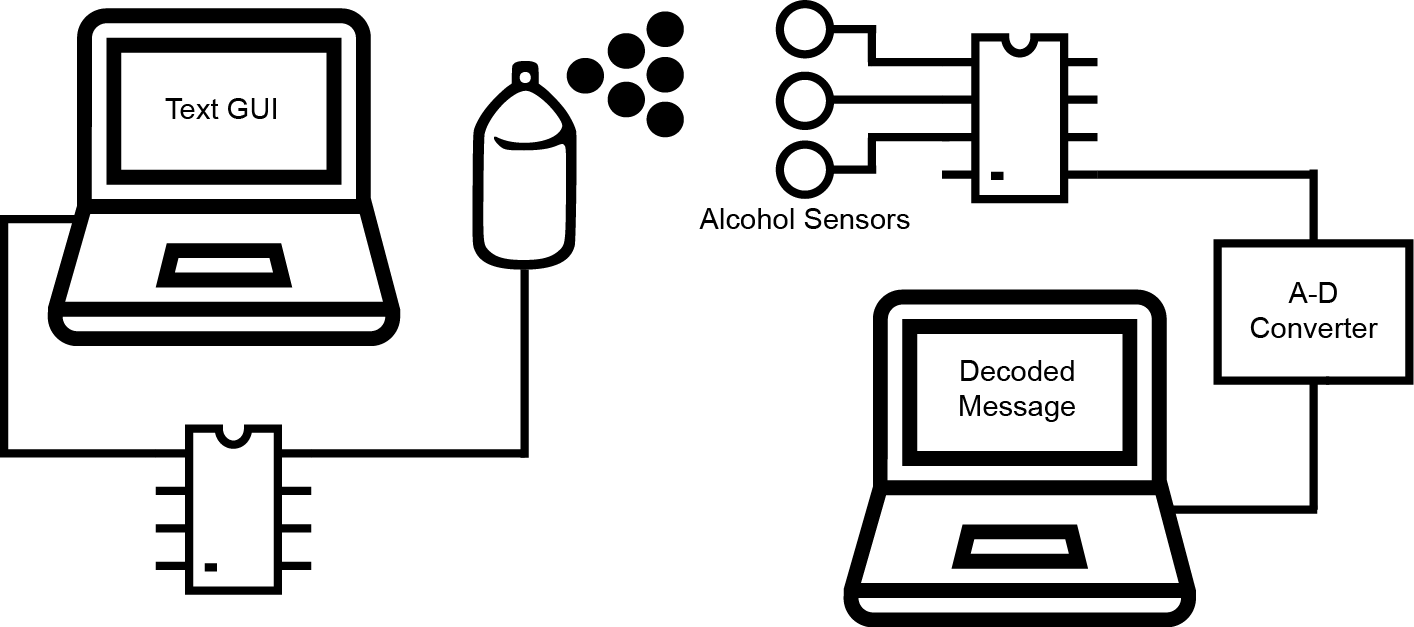 Text GUI
Alcohol Sensors
A-D
Converter
Decoded
Message